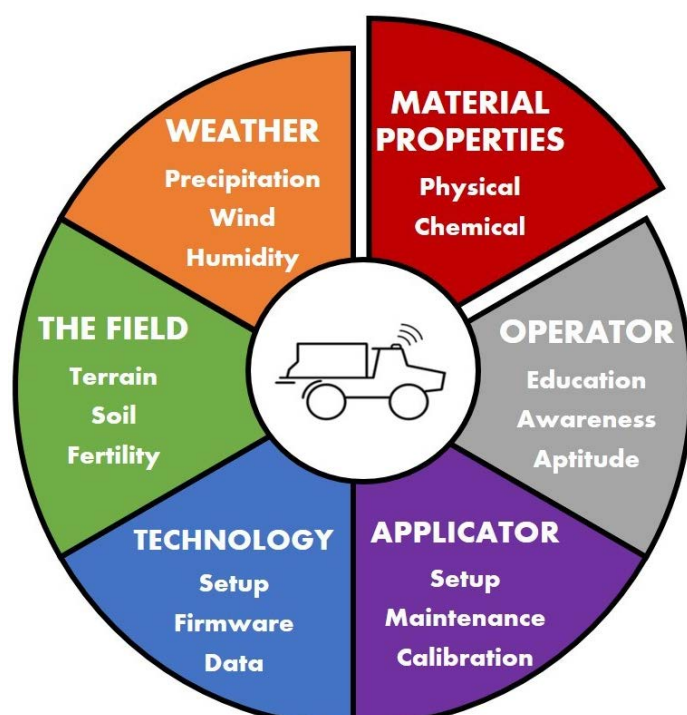 WEATHER
Precipitation
Wind
Humidity
MATERIAL
PROPERTIES
Physical
Chemical
OPERATOR
Education
Awareness
Aptitude
APPLICATOR
Setup
Maintenance
Calibration
TECHNOLOGY
Setup
Firmware
Data
THE FIELD
Terrain
Soil
Fertility